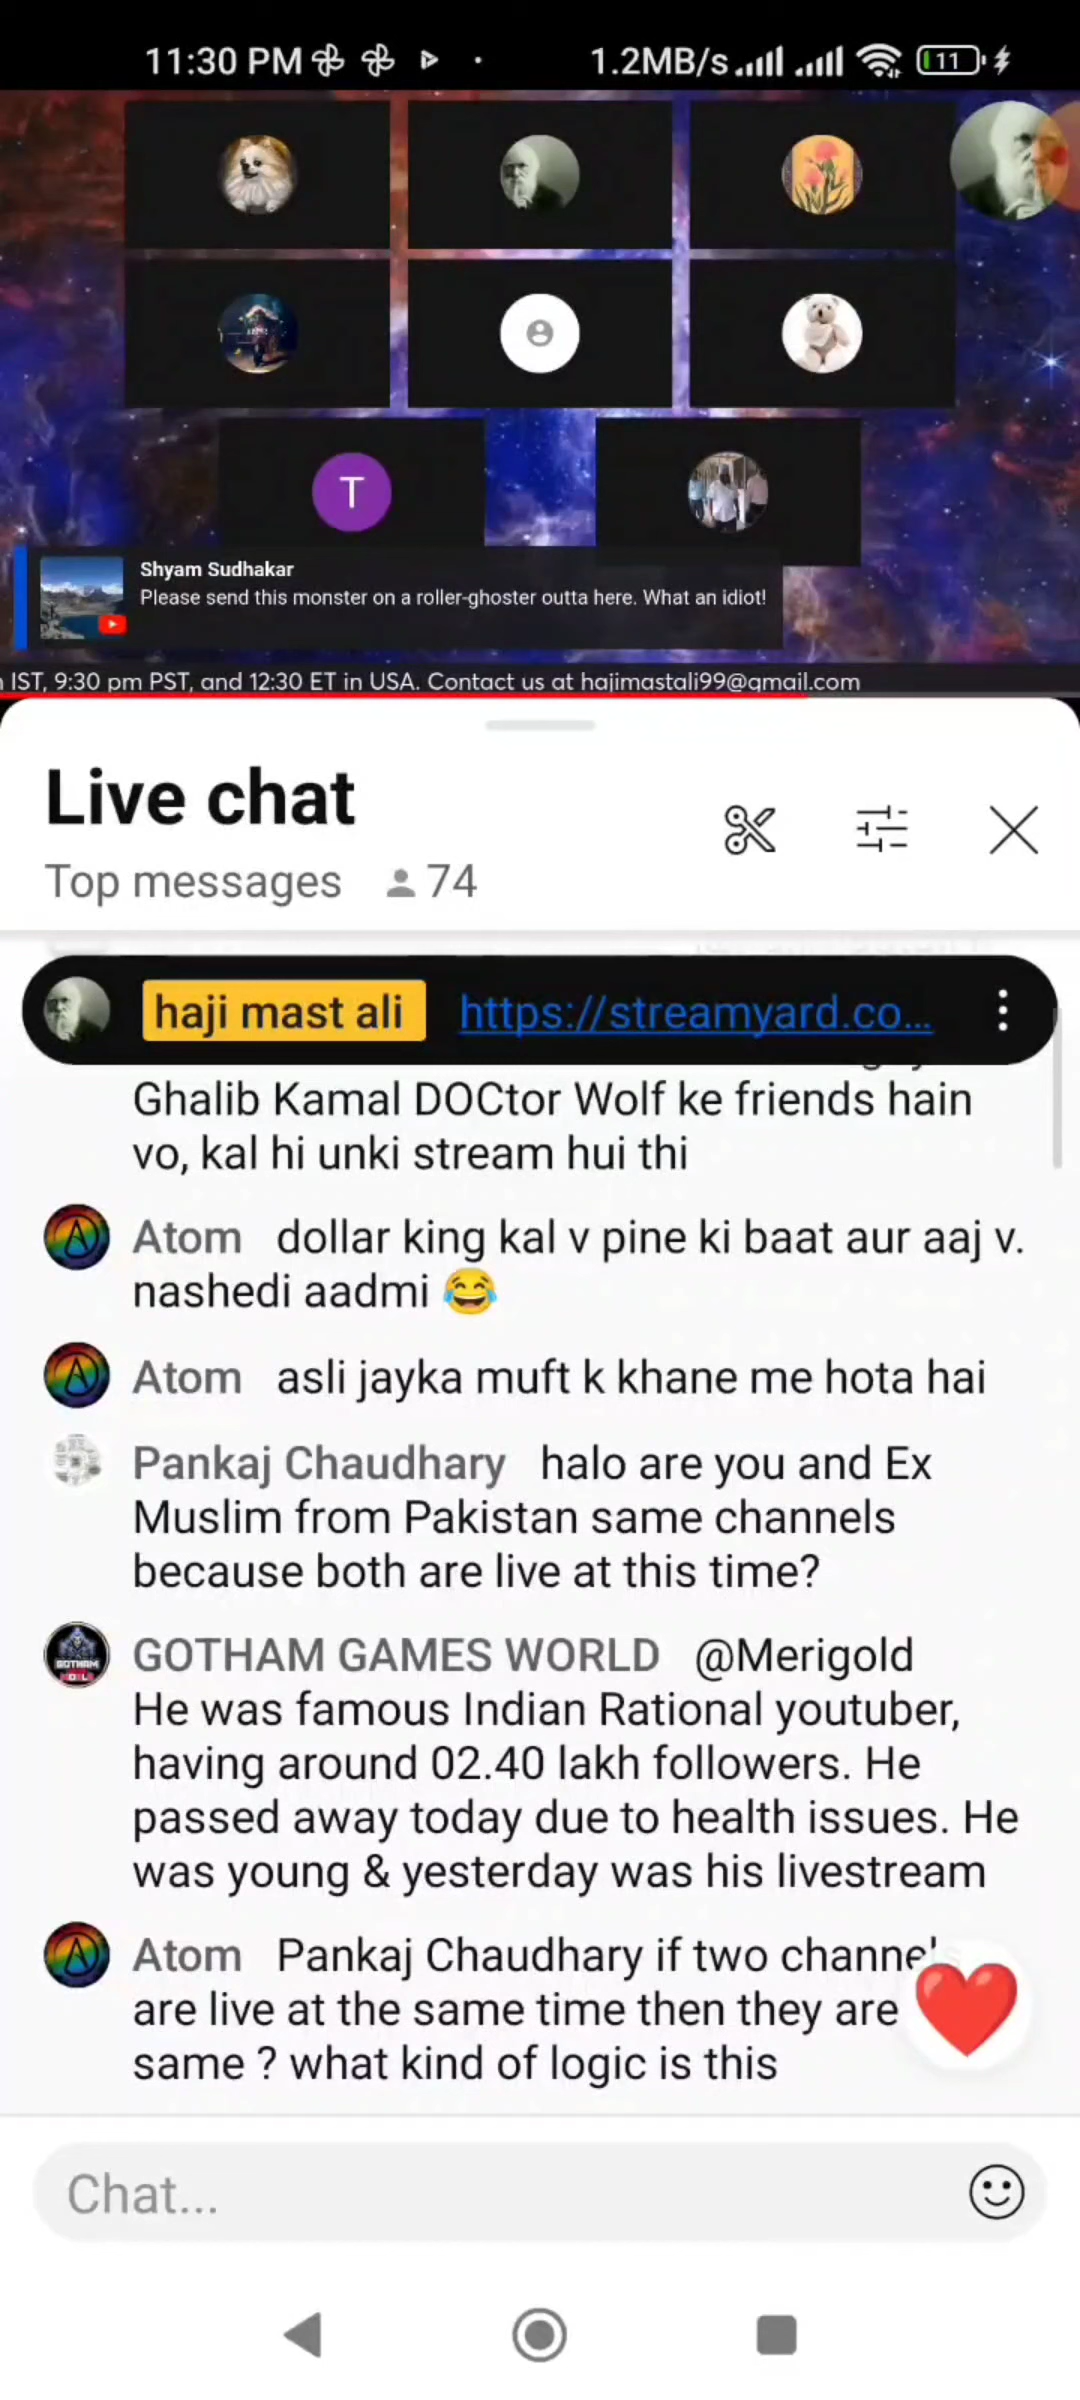 11:30 PM
1.2MB/s
11
T
Shyam Sudhakar
Please send this monster on a roller-ghoster outta here. What an idiot!
IST, 9:30 pm PST, and 12:30 ET in USA. Contact us at hajimastali99@gmail.com
Live chat
Top messages 74
haji mast ali https://streamyard.co...
Ghalib Kamal DOCtor Wolf ke friends hain
vo, kal hi unki stream hui thi
Atom dollar king kal v pine ki baat aur aaj v.
nashedi aadmi 😂
Atom asli jayka muft k khane me hota hai
Pankaj Chaudhary halo are you and Ex
Muslim from Pakistan same channels
because both are live at this time?
GOTHAM
GOTHAM GAMES WORLD @Merigold
He was famous Indian Rational youtuber,
having around 02.40 lakh followers. He
passed away today due to health issues. He
was young & yesterday was his livestream
Atom Pankaj Chaudhary if two channels
are live at the same time then they are
same ? what kind of logic is this
Chat...